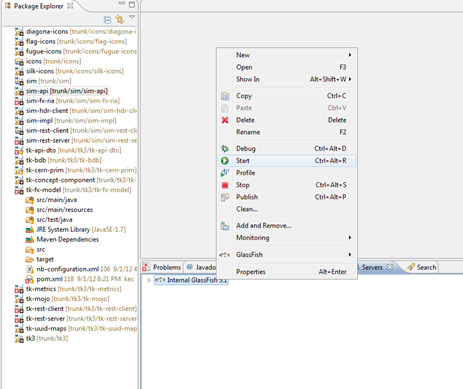 Package Explorer
diagona-icons [trunk/icons/diagona-icons]
flag-icons [trunk/icons/flag-icons]
fugue-icons [trunk/icons/fugue-icons]
icons [trunk/icons]
silk-icons [trunk/icons/silk-icons]
sim [trunk/sim]
sim-api [trunk/sim/sim-api]
sim-fx-ria [trunk/sim/sim-fx-ria]
sim-hdr-client [trunk/sim/sim-hdr-client]
sim-impl [trunk/sim/sim-impl]
sim-rest-client [trunk/sim/sim-rest-client]
sim-rest-server [trunk/sim/sim-rest-server]
tk-api-dto [trunk/tk3/tk-api-dto]
tk-bdb [trunk/tk3/tk-bdb]
tk-cem-prim [trunk/tk3/tk-cem-prim]
tk-concept-component [trunk/tk3/tk-concept-
tk-fx-model [trunk/tk3/tk-fx-model]
src/main/java
src/main/resources
src/test/java
JRE System Library [JavaSE-1.7]
Maven Dependencies
src
target
nb-configuration.xml 106 9/1/12
pom.xml 118 9/1/12 6:21 PM kec
tk-metrics [trunk/tk3/tk-metrics]
tk-mojo [trunk/tk3/tk-mojo]
tk-rest-client [trunk/tk3/tk-rest-client]
tk-rest-server [trunk/tk3/tk-rest-server]
tk-uuid-maps [trunk/tk3/tk-uuid-maps]
tk3 [trunk/tk3]
New
Open F3
Show In Alt+Shift+W
Copy Ctrl+C
Paste Ctrl+V
Delete Delete
Rename F2
Debug Ctrl+Alt+D
Start Ctrl+Alt+R
Profile
Stop Ctrl+Alt+S
Publish Ctrl+Alt+P
Clean...
Add and Remove...
Monitoring
GlassFish
Properties Alt+Enter
Problems @ Javado Servers Search
Internal GlassFish 3.1